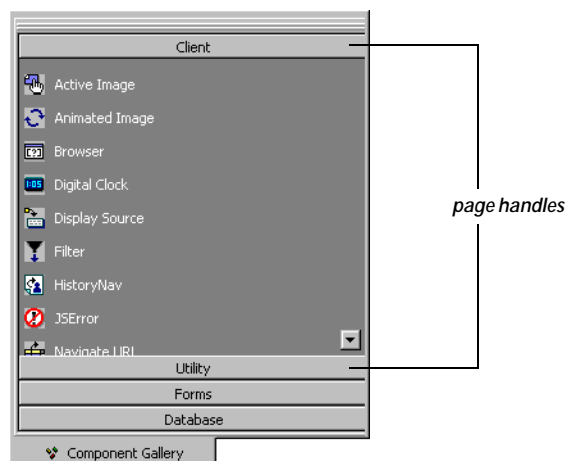 Client
Active Image
Animated Image
Browser
Digital Clock
Display Source
page handles
Filter
HistoryNav
JSError
Navigate URL
Utility
Forms
Database
Component Gallery